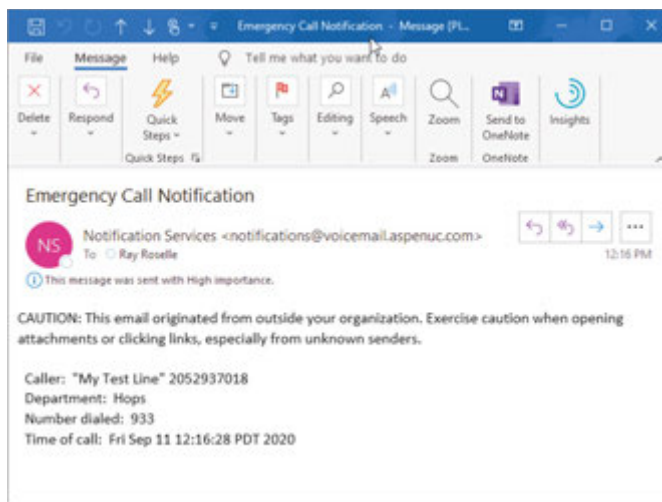 Emergency Call Notification - Message (Pl...
File Message Help Tell me what you want to do
Delete Respond Quick Steps Move Tags Editing Speech Zoom Send to OneNote Insights
Quick Steps Zoom OneNote
Emergency Call Notification
NS
Notification Services <notifications@voicemail.aspenuc.com>
To Ray Roselle
12:16 PM
This message was sent with High importance.
CAUTION: This email originated from outside your organization. Exercise caution when opening
attachments or clicking links, especially from unknown senders.
Caller: "My Test Line" 2052937018
Department: Hops
Number dialed: 933
Time of call: Fri Sep 11 12:16:28 PDT 2020